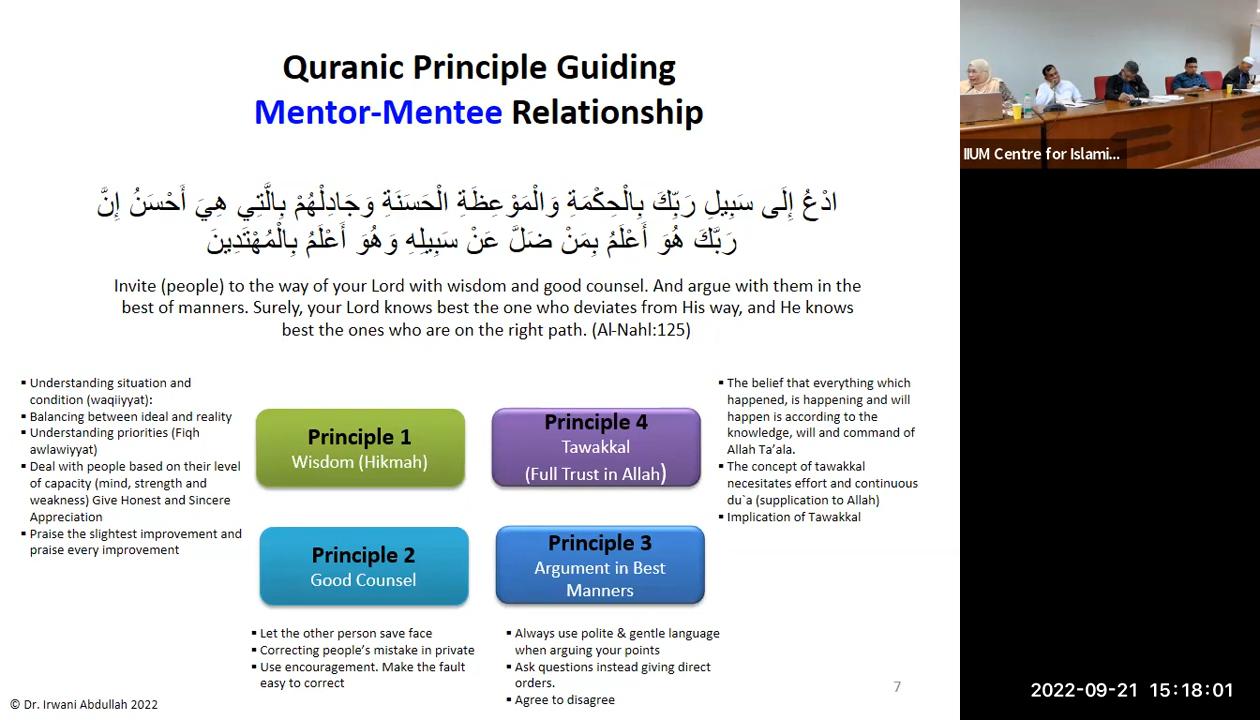 Quranic Principle Guiding
Mentor-Mentee Relationship
ادْعُ إِلَى سَبِيلِ رَبِّكَ بِالْحِكْمَةِ وَالْمَوْعِظَةِ الْحَسَنَةِ وَجَادِلْهُمْ بِالَّتِي هِيَ أَحْسَنُ إِنَّ
رَبَّكَ هُوَ أَعْلَمُ بِمَنْ ضَلَّ عَنْ سَبِيلِهِ وَهُوَ أَعْلَمُ بِالْمُهْتَدِينَ
Invite (people) to the way of your Lord with wisdom and good counsel. And argue with them in the
best of manners. Surely, your Lord knows best the one who deviates from His way, and He knows
best the ones who are on the right path. (Al-Nahl:125)
▪ Understanding situation and
condition (waqiiyyat):
▪ Balancing between ideal and reality
▪ Understanding priorities (Fiqh
awlawiyyat)
▪ Deal with people based on their level
of capacity (mind, strength and
weakness) Give Honest and Sincere
Appreciation
▪ Praise the slightest improvement and
praise every improvement
Principle 1
Wisdom (Hikmah)
Principle 4
Tawakkal
(Full Trust in Allah)
▪ The belief that everything which
happened, is happening and will
happen is according to the
knowledge, will and command of
Allah Ta'ala.
▪ The concept of tawakkal
necessitates effort and continuous
du`a (supplication to Allah)
▪ Implication of Tawakkal
Principle 2
Good Counsel
Principle 3
Argument in Best
Manners
▪ Let the other person save face
▪ Correcting people's mistake in private
▪ Use encouragement. Make the fault
easy to correct
▪ Always use polite & gentle language
when arguing your points
▪ Ask questions instead giving direct
orders.
▪ Agree to disagree
© Dr. Irwani Abdullah 2022
7
IIUM Centre for Islami...
2022-09-21 15:18:01